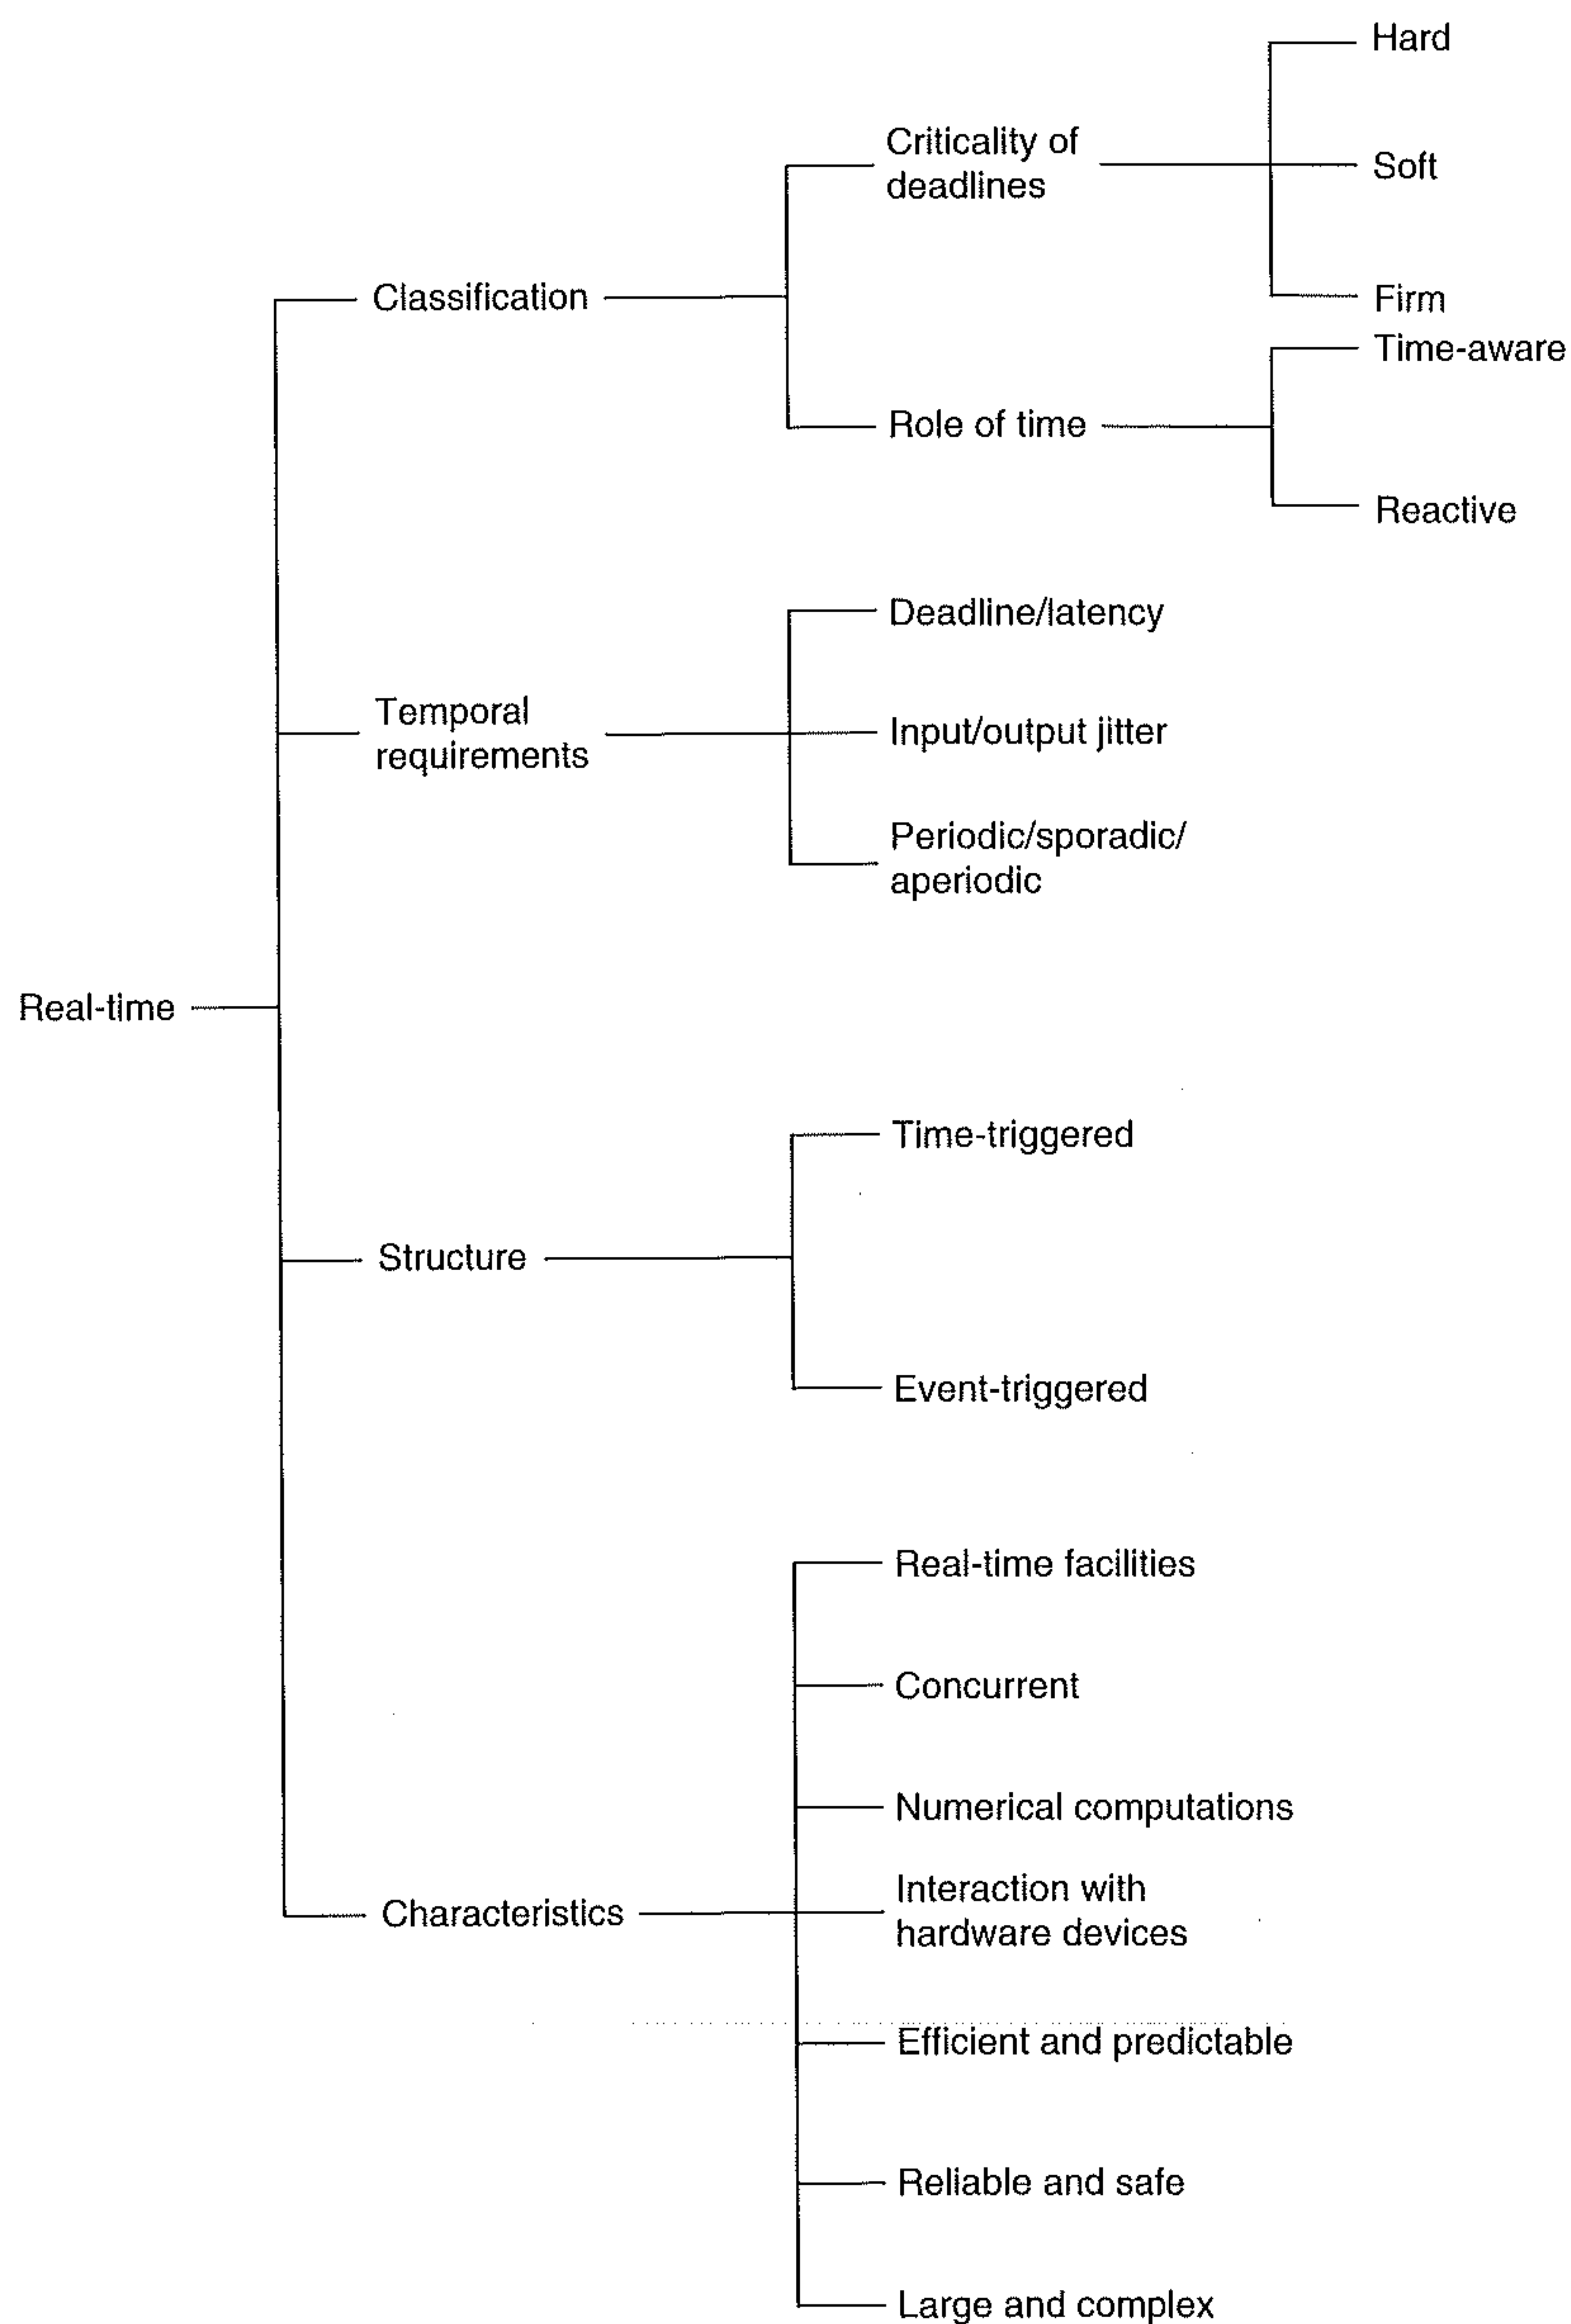 Hard
Criticality of
deadlines
Soft
Classification
Firm
Time-aware
Role of time
Reactive
Deadline/latency
Temporal
requirements
Input/output jitter
Periodic/sporadic/
aperiodic
Real-time
Time-triggered
Structure
Event-triggered
Real-time facilities
Concurrent
Numerical computations
Interaction with
hardware devices
Characteristics
Efficient and predictable
Reliable and safe
Large and complex